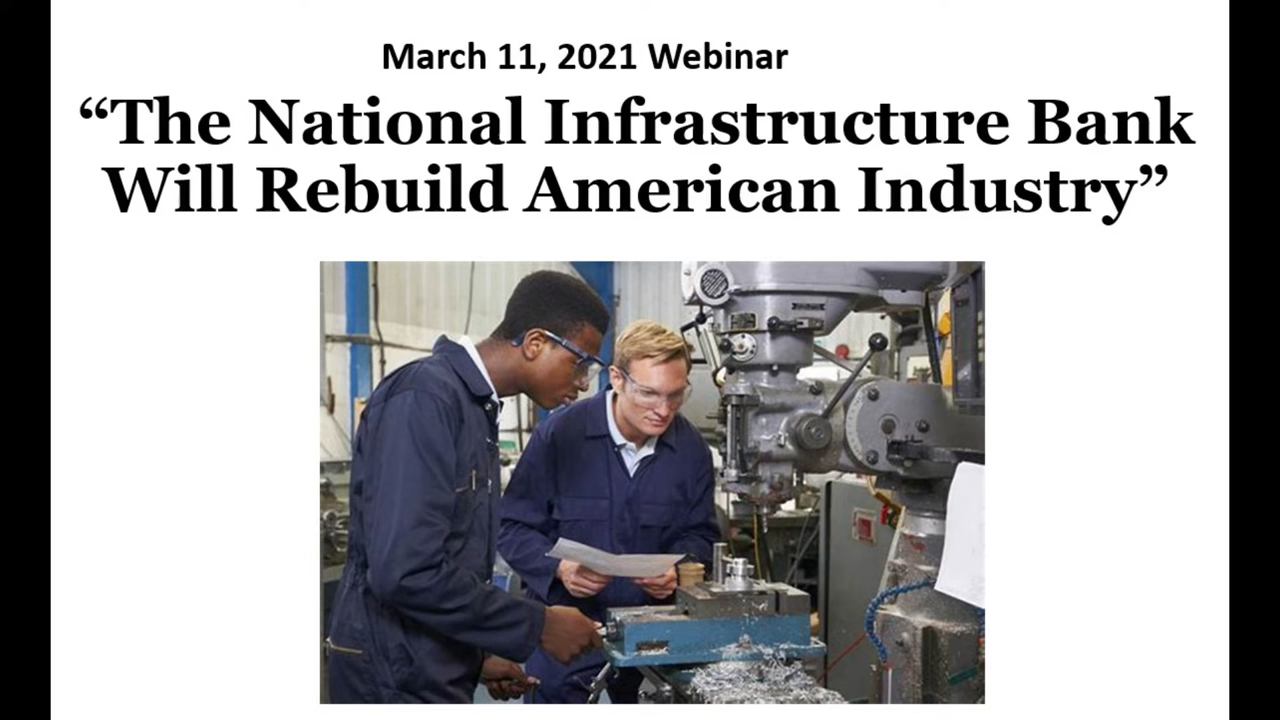 March 11, 2021 Webinar
“The National Infrastructure Bank
Will Rebuild American Industry”